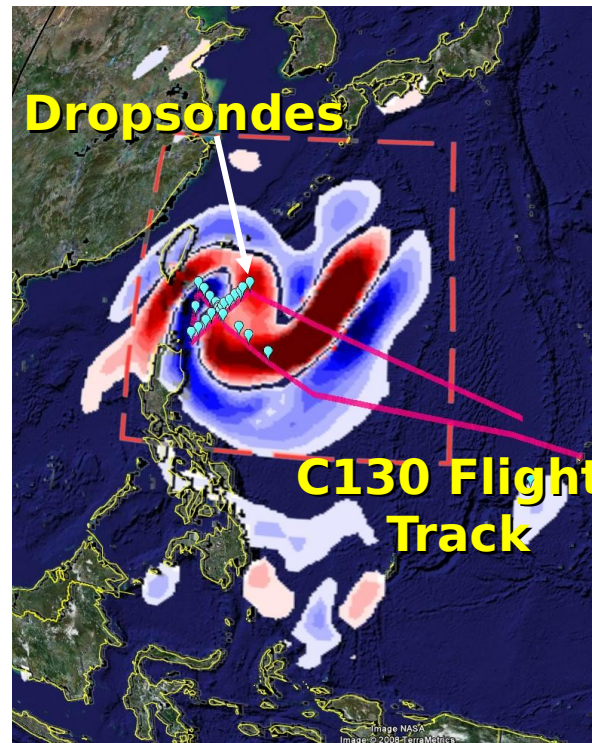 Dropsondes
C130 Flight
Track
Image NASA
Image © 2008 TerraMetrics